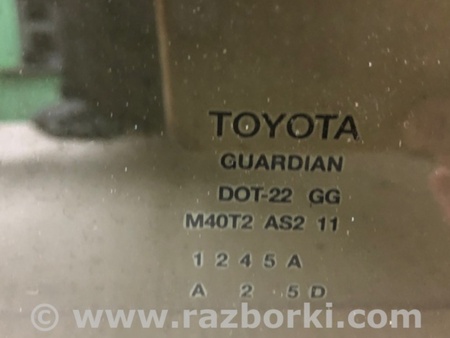 TOYOTA
GUARDIAN
DOT-22 GG
M40T2 AS2 11
1 2 4 5 A
A 2 5 D
© www.razborki.com